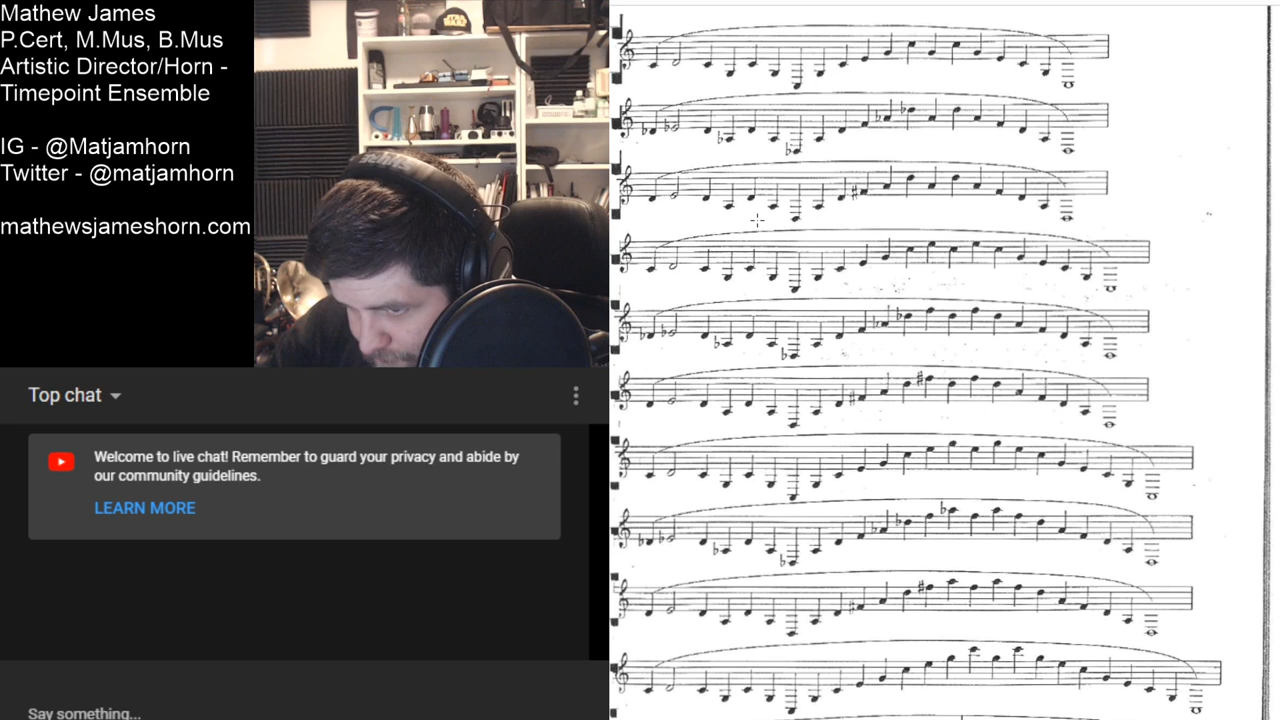 Mathew James
P.Cert, M.Mus, B.Mus
Artistic Director/Horn -
Timepoint Ensemble
IG - @Matjamhorn
Twitter - @matjamhorn
mathewsjameshorn.com
Top chat
Welcome to live chat! Remember to guard your privacy and abide by
our community guidelines.
LEARN MORE
Say something...